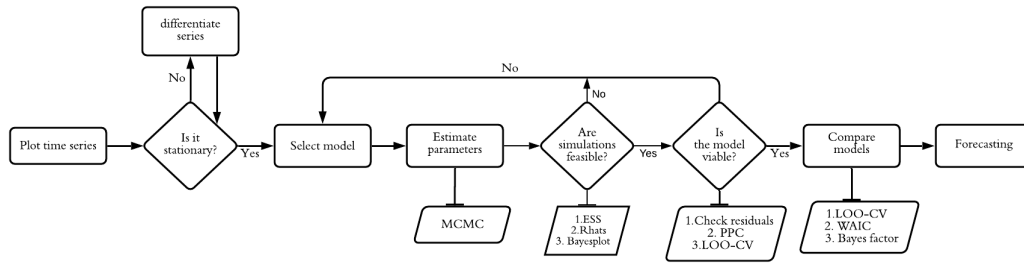 differentiate
series
No
Plot time series
Is it
stationary?
Yes
No
Select model
Estimate
parameters
MCMC
No
Are
simulations
feasible?
Yes
1.ESS
2.Rhats
3. Bayesplot
Is
the model
viable?
Yes
1.Check residuals
2. PPC
3.LOO-CV
Compare
models
1.LOO-CV
2. WAIC
3. Bayes factor
Forecasting